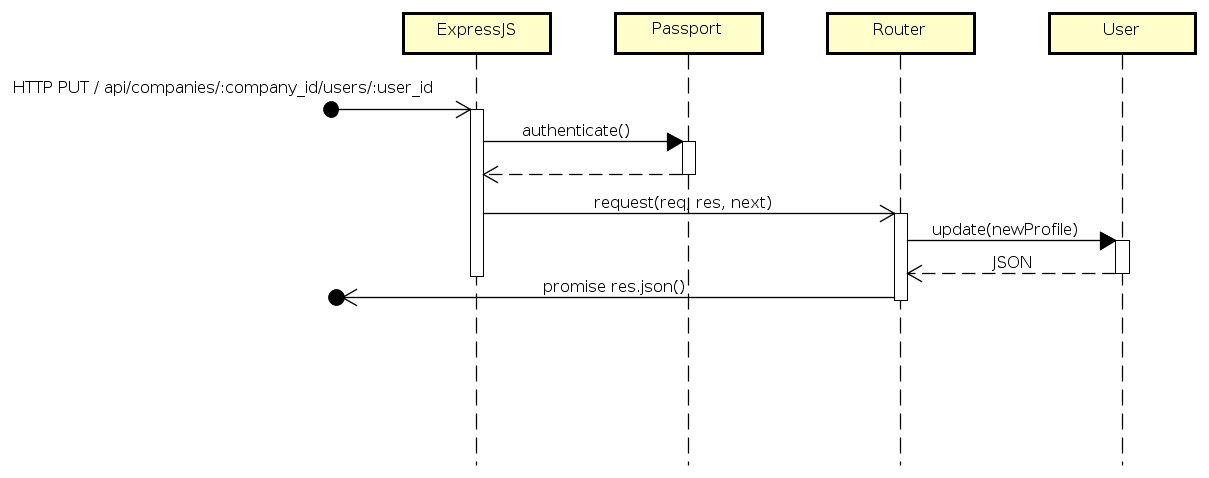 ExpressJS
Passport
Router
User
HTTP PUT / api/companies/:company_id/users/:user_id
authenticate()
request(req, res, next)
update(newProfile)
JSON
promise res.json()